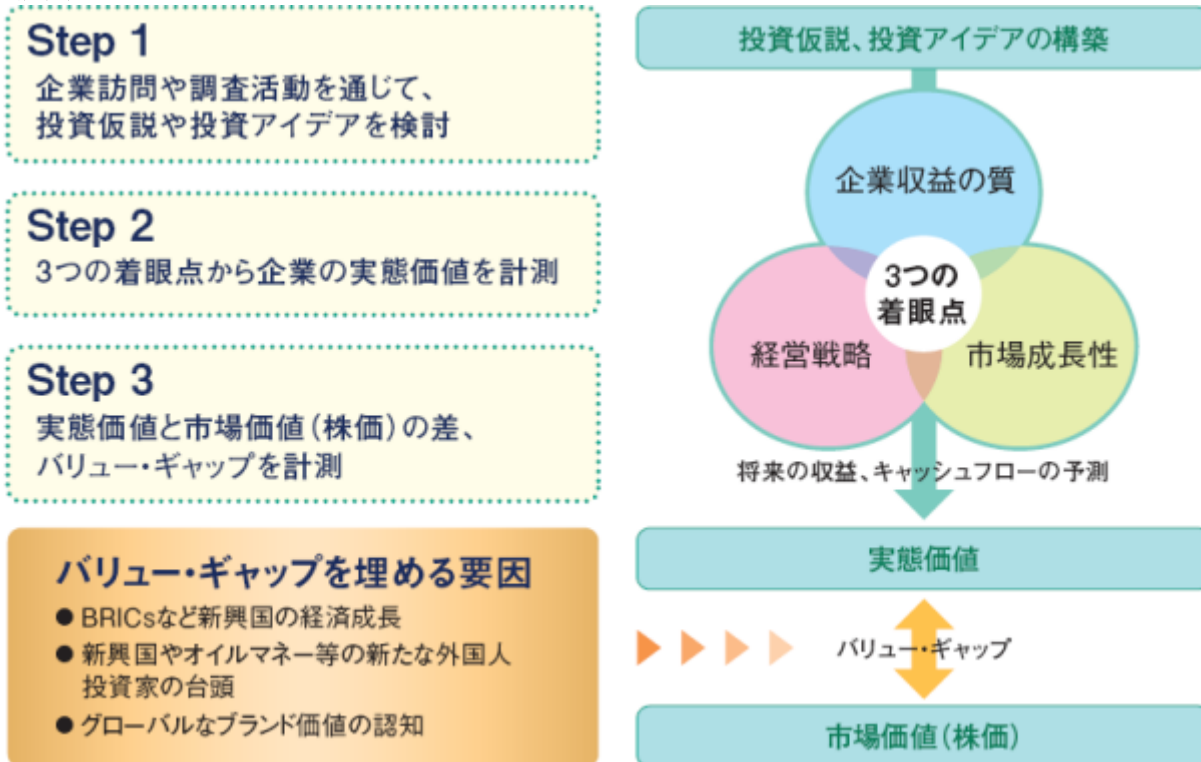 Step 1
企業訪問や調査活動を通じて、
投資仮説や投資アイデアを検討
Step 2
3つの着眼点から企業の実態価値を計測
Step 3
実態価値と市場価値(株価)の差、
バリュー・ギャップを計測
バリュー・ギャップを埋める要因
● BRICsなど新興国の経済成長
● 新興国やオイルマネー等の新たな外国人
投資家の台頭
● グローバルなブランド価値の認知
投資仮説、投資アイデアの構築
企業収益の質
3つの
着眼点
経営戦略
市場成長性
将来の収益、キャッシュフローの予測
実態価値
バリュー・ギャップ
市場価値(株価)